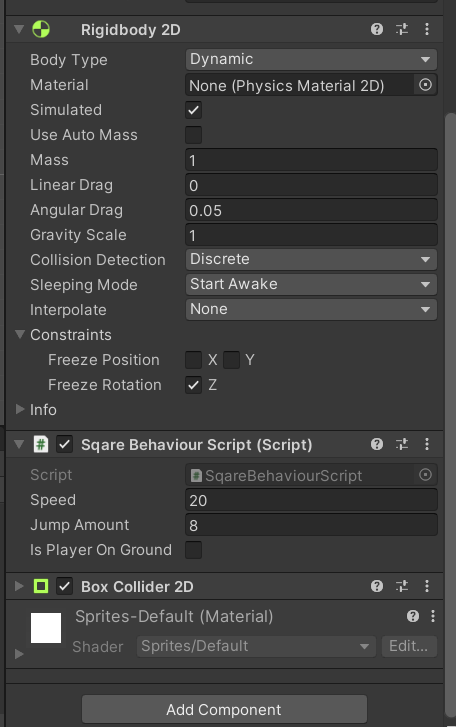 Rigidbody 2D
Body Type Dynamic
Material None (Physics Material 2D)
Simulated
Use Auto Mass
Mass 1
Linear Drag 0
Angular Drag 0.05
Gravity Scale 1
Collision Detection Discrete
Sleeping Mode Start Awake
Interpolate None
Constraints
Freeze Position X Y
Freeze Rotation Z
Info
# Sqare Behaviour Script (Script)
Script # SqareBehaviourScript
Speed 20
Jump Amount 8
Is Player On Ground
Box Collider 2D
Sprites-Default (Material)
Shader Sprites/Default Edit...
Add Component